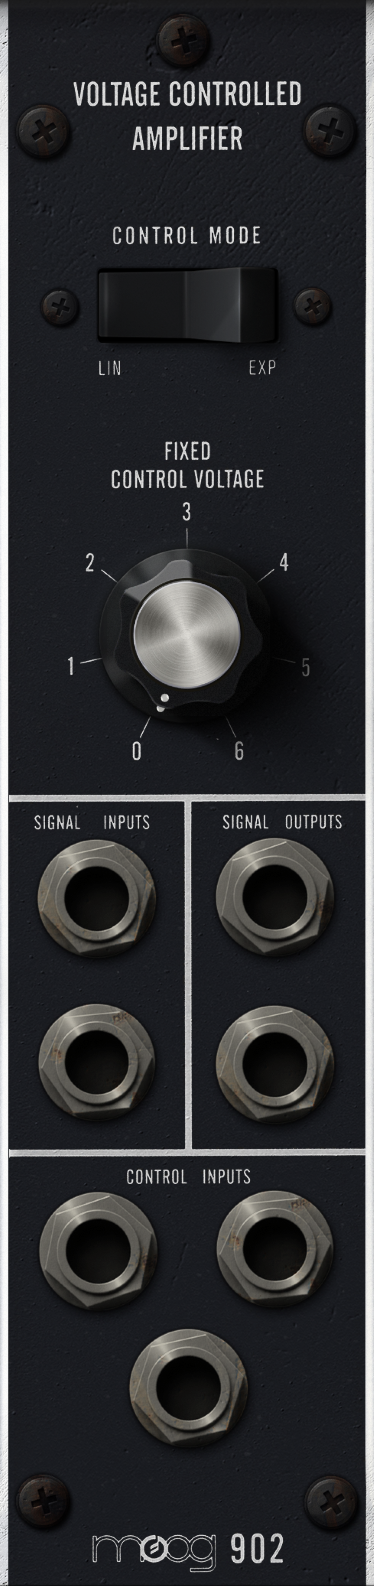 VOLTAGE CONTROLLED
AMPLIFIER
CONTROL MODE
LIN EXP
FIXED
CONTROL VOLTAGE
3
2 4
1 5
0 6
SIGNAL INPUTS SIGNAL OUTPUTS
CONTROL INPUTS
moog 902